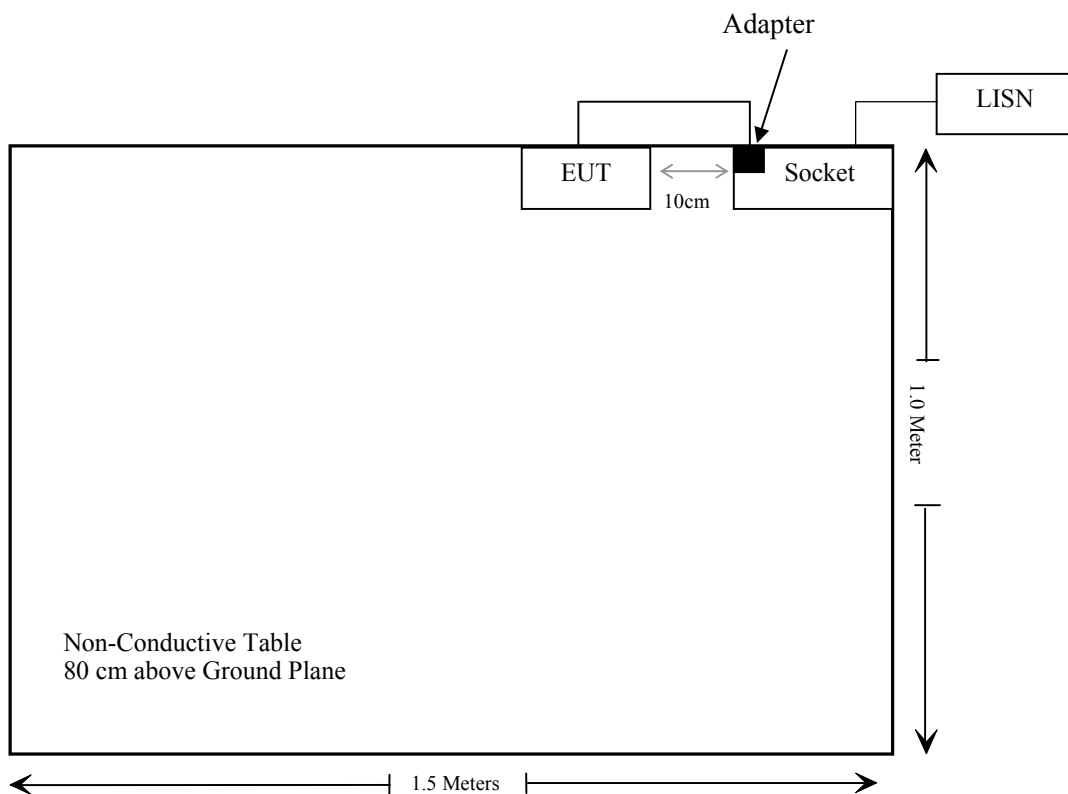 Adapter
LISN
EUT
Socket
10cm
1.0 Meter
Non-Conductive Table
80 cm above Ground Plane
1.5 Meters